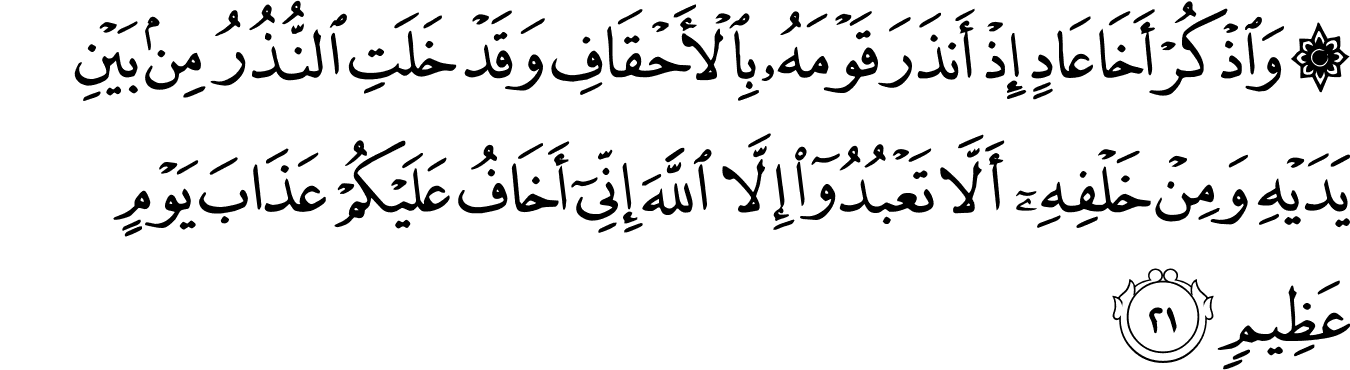 ۞ وَٱذْكُرْ أَخَا عَادٍ إِذْ أَنذَرَ قَوْمَهُۥ بِٱلْأَحْقَافِ وَقَدْ خَلَتِ ٱلنُّذُرُ مِنۢ بَيْنِ
يَدَيْهِ وَمِنْ خَلْفِهِۦٓ أَلَّا تَعْبُدُوٓا۟ إِلَّا ٱللَّهَ إِنِّىٓ أَخَافُ عَلَيْكُمْ عَذَابَ يَوْمٍ
عَظِيمٍ ٢١